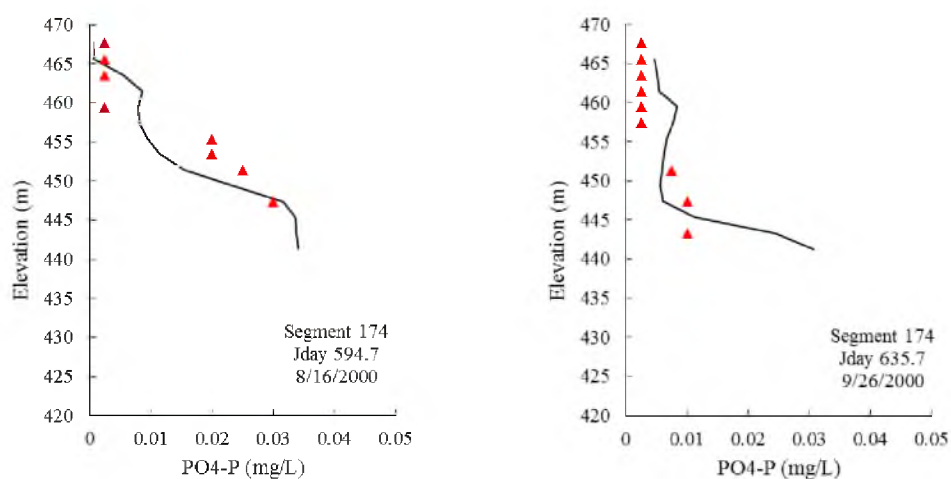 470
465
460
455
450
445
440
435
430
425
420
Elevation (m)
Segment 174
Jday 594.7
8/16/2000
0 0.01 0.02 0.03 0.04 0.05
PO4-P (mg/L)
470
465
460
455
450
445
440
435
430
425
420
Elevation (m)
Segment 174
Jday 635.7
9/26/2000
0 0.01 0.02 0.03 0.04 0.05
PO4-P (mg/L)